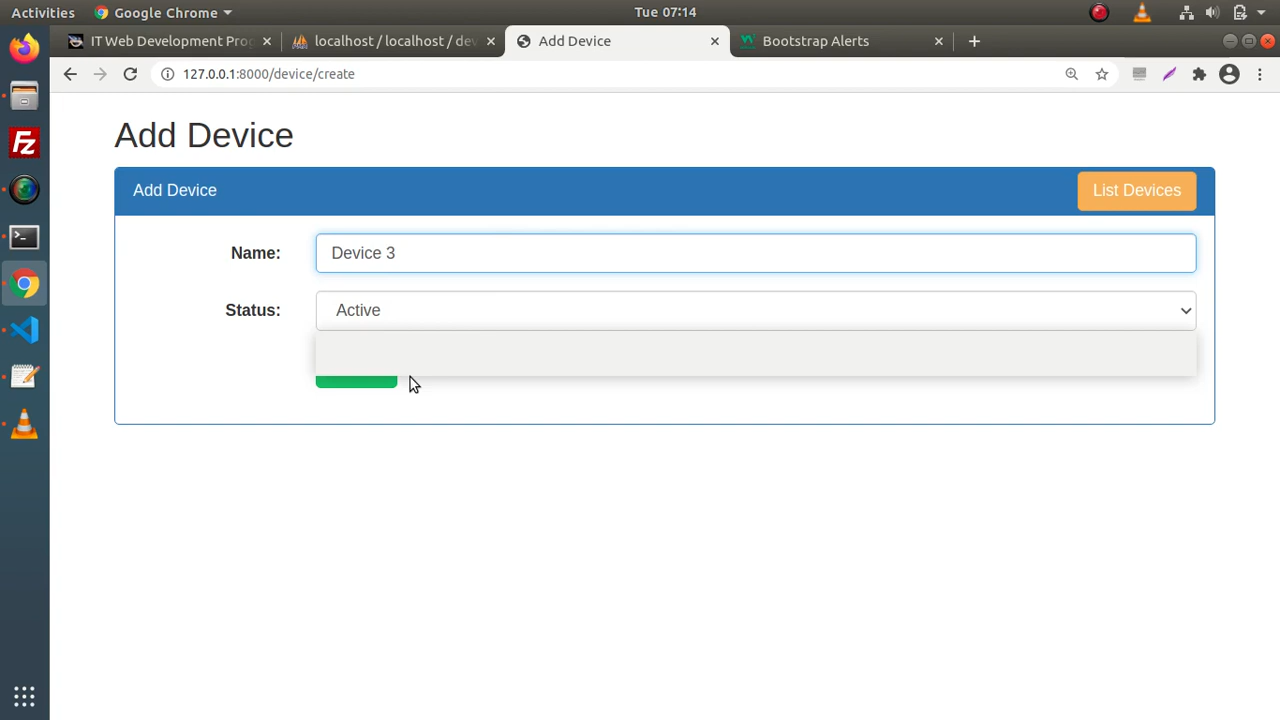 Activities
Google Chrome
Tue 07:14
IT Web Development Pro
localhost / localhost / dev
Add Device
Bootstrap Alerts
127.0.0.1:8000/device/create
Add Device
Add Device
List Devices
Name:
Device 3
Status:
Active